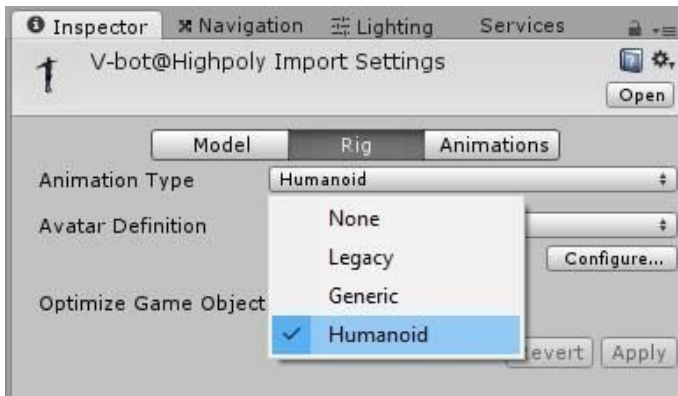 Inspector Navigation Lighting Services
V-bot@Highpoly Import Settings
Open
Model Rig Animations
Animation Type Humanoid
None
Avatar Definition
Legacy
Configure...
Generic
Optimize Game Object
Humanoid
Apply